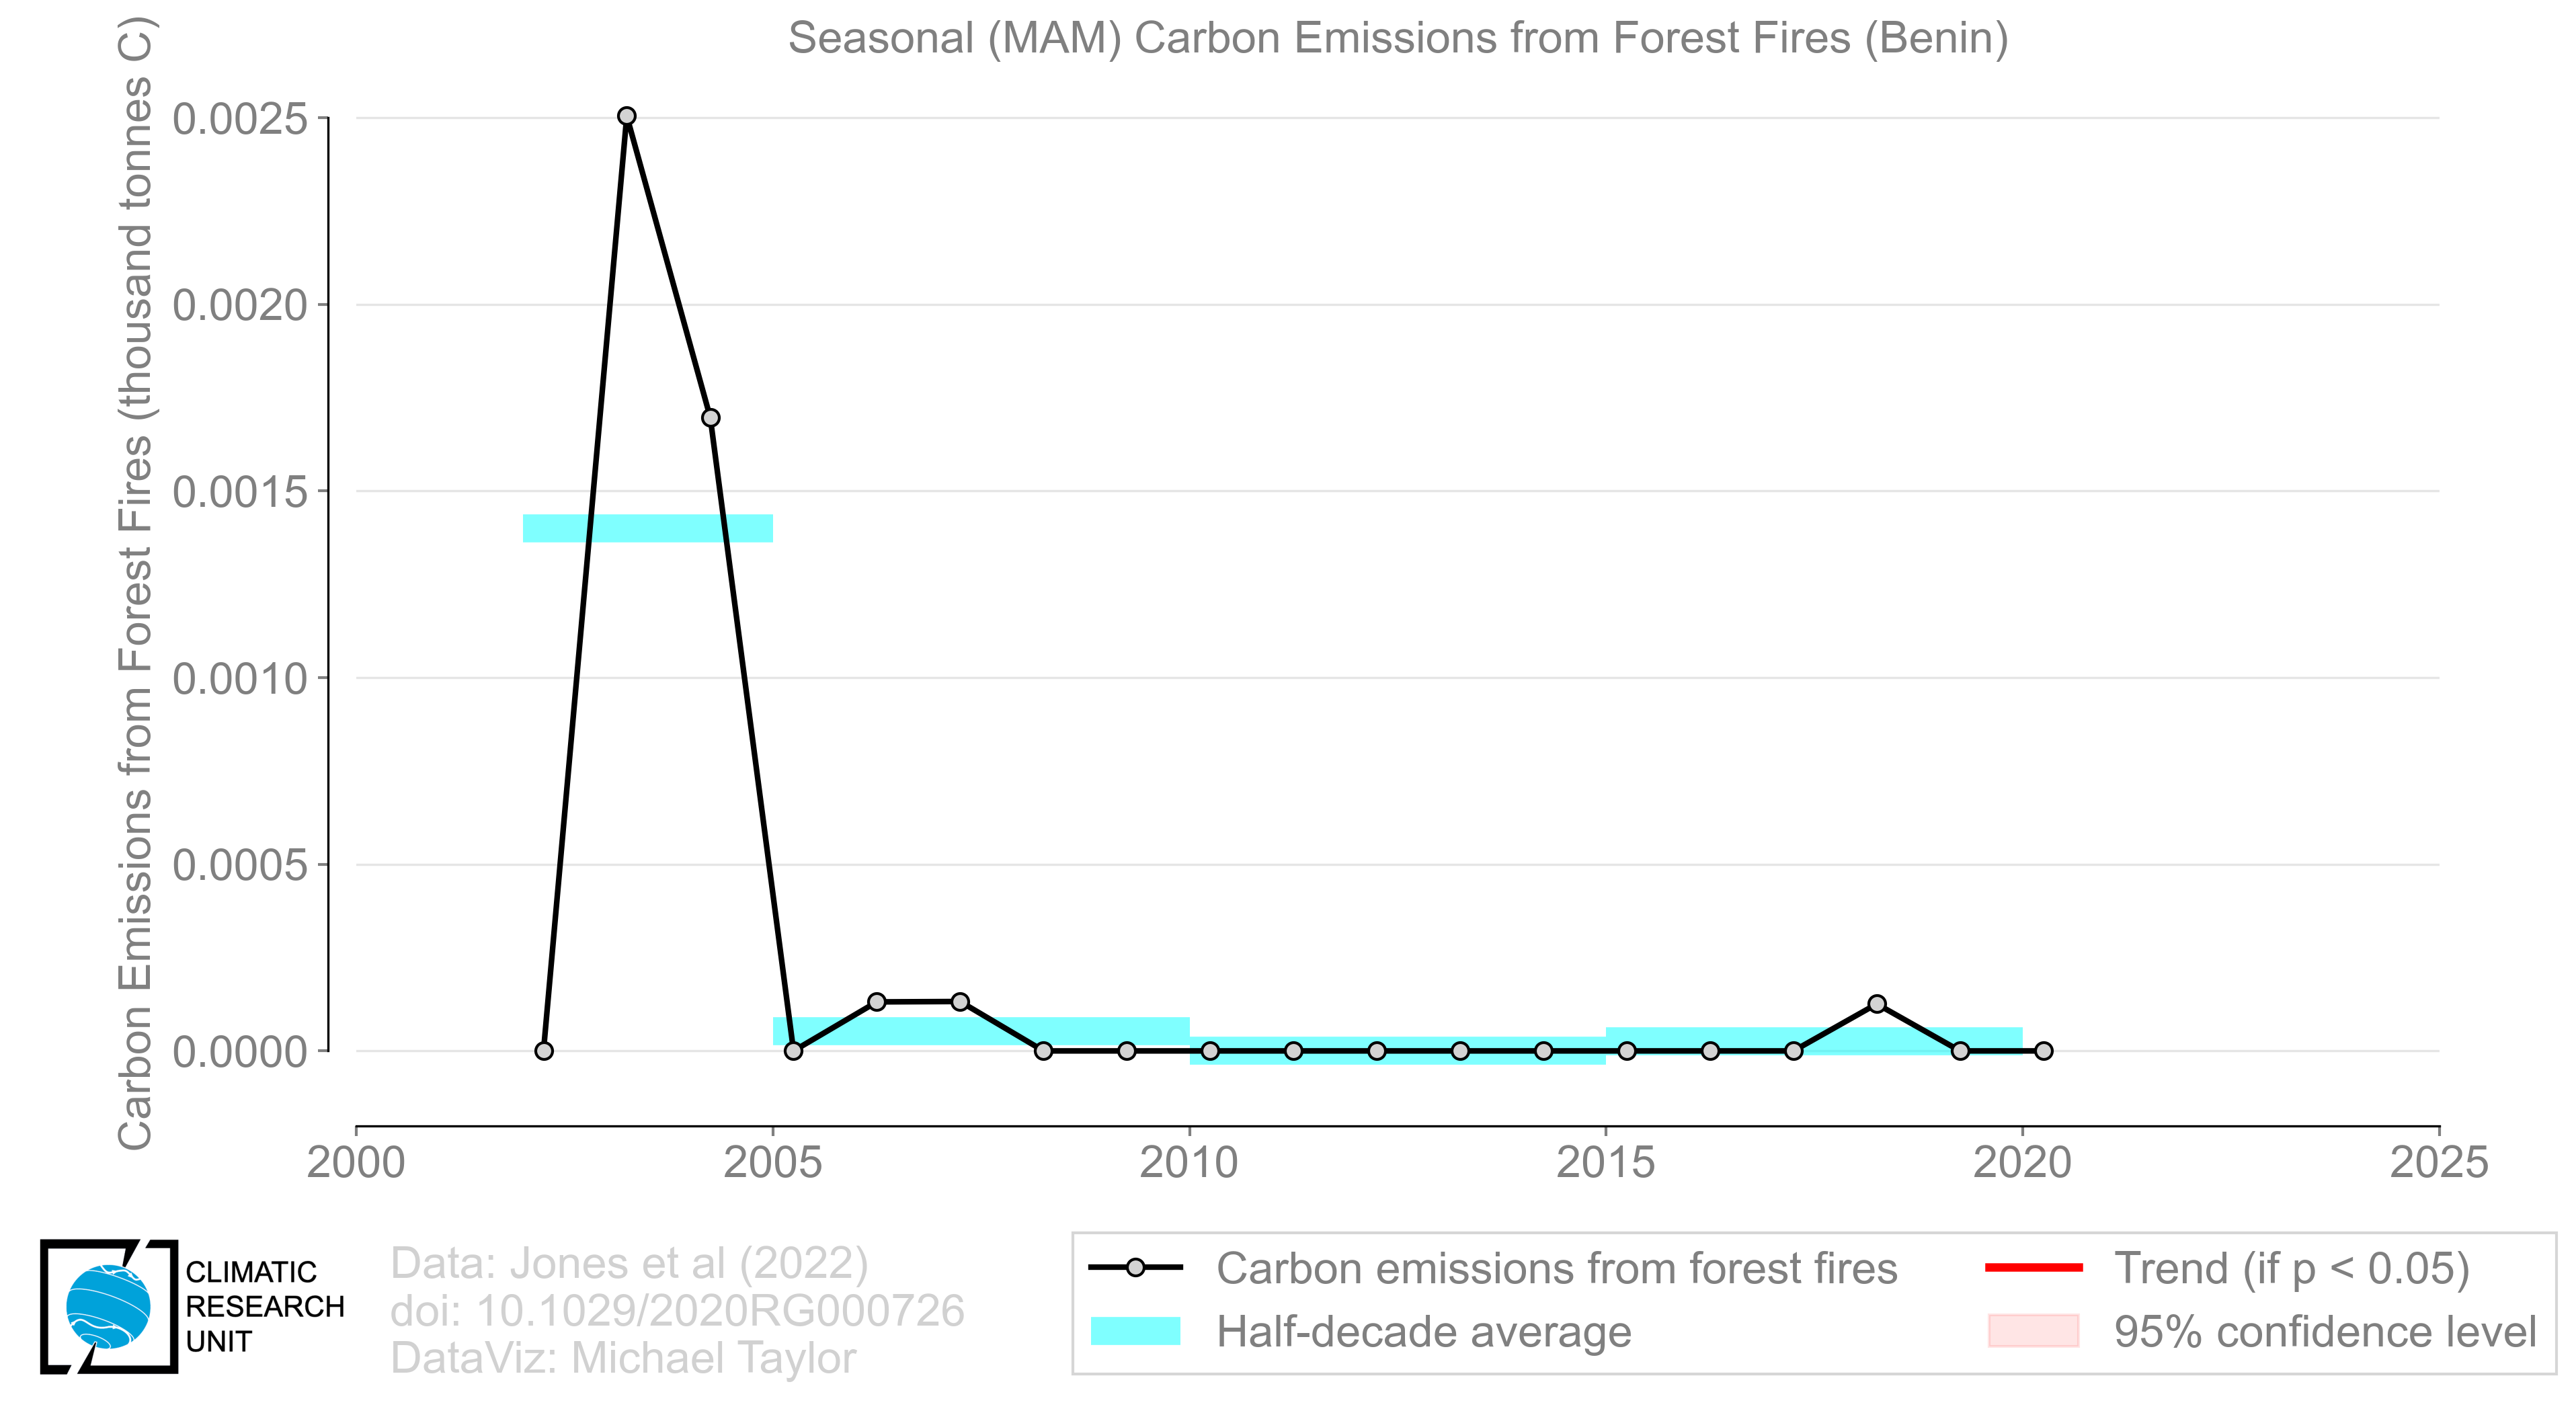 Seasonal (MAM) Carbon Emissions from Forest Fires (Benin)
Carbon Emissions from Forest Fires (thousand tonnes C)
0.0025
0.0020
0.0015
0.0010
0.0005
0.0000
2000
2005
2010
2015
2020
2025
CLIMATIC
RESEARCH
UNIT
Data: Jones et al (2022)
doi: 10.1029/2020RG000726
DataViz: Michael Taylor
Carbon emissions from forest fires
Half-decade average
Trend (if p < 0.05)
95% confidence level